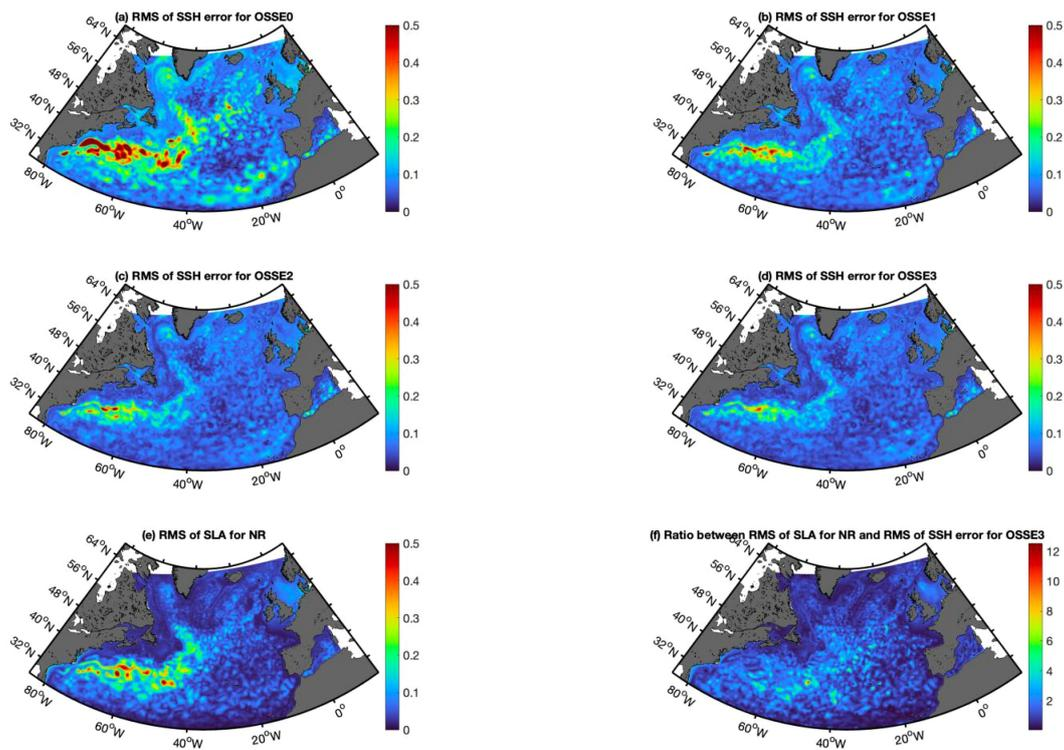 (a) RMS of SSH error for OSSE0
64°N
56°N
48°N
40°N
32°N
80°W
60°W
40°W
20°W
0°
0.5
0.4
0.3
0.2
0.1
0
(b) RMS of SSH error for OSSE1
64°N
56°N
48°N
40°N
32°N
80°W
60°W
40°W
20°W
0°
0.5
0.4
0.3
0.2
0.1
0
(c) RMS of SSH error for OSSE2
64°N
56°N
48°N
40°N
32°N
80°W
60°W
40°W
20°W
0°
0.5
0.4
0.3
0.2
0.1
0
(d) RMS of SSH error for OSSE3
64°N
56°N
48°N
40°N
32°N
80°W
60°W
40°W
20°W
0°
0.5
0.4
0.3
0.2
0.1
0
(e) RMS of SLA for NR
64°N
56°N
48°N
40°N
32°N
80°W
60°W
40°W
20°W
0°
0.5
0.4
0.3
0.2
0.1
0
(f) Ratio between RMS of SLA for NR and RMS of SSH error for OSSE3
64°N
56°N
48°N
40°N
32°N
80°W
60°W
40°W
20°W
0°
12
8
6
4
2